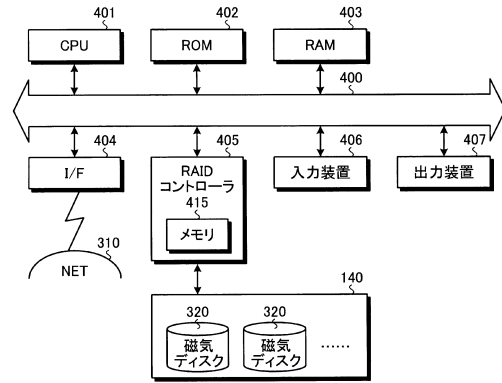 401
CPU
402
ROM
403
RAM
400
404
I/F
405
RAID
コントローラ
415
メモリ
406
入力装置
407
出力装置
310
NET
140
320
磁気
ディスク
320
磁気
ディスク
……